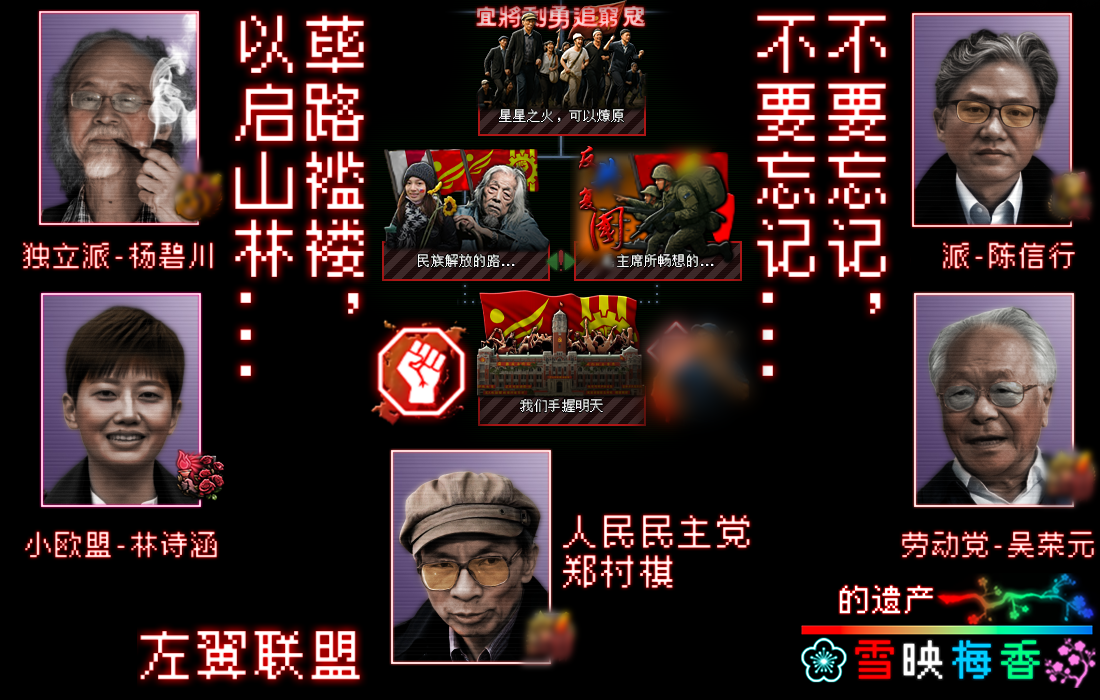 筚路褴褛，
以启山林……
宜將剩勇追窮寇
星星之火，可以燎原
民族解放的路...
主席所畅想的...
我们手握明天
不要忘记，
不要忘记……
独立派-杨碧川
派-陈信行
小欧盟-林诗涵
劳动党-吴荣元
人民民主党
郑村棋
左翼联盟
的遗产
雪映梅香